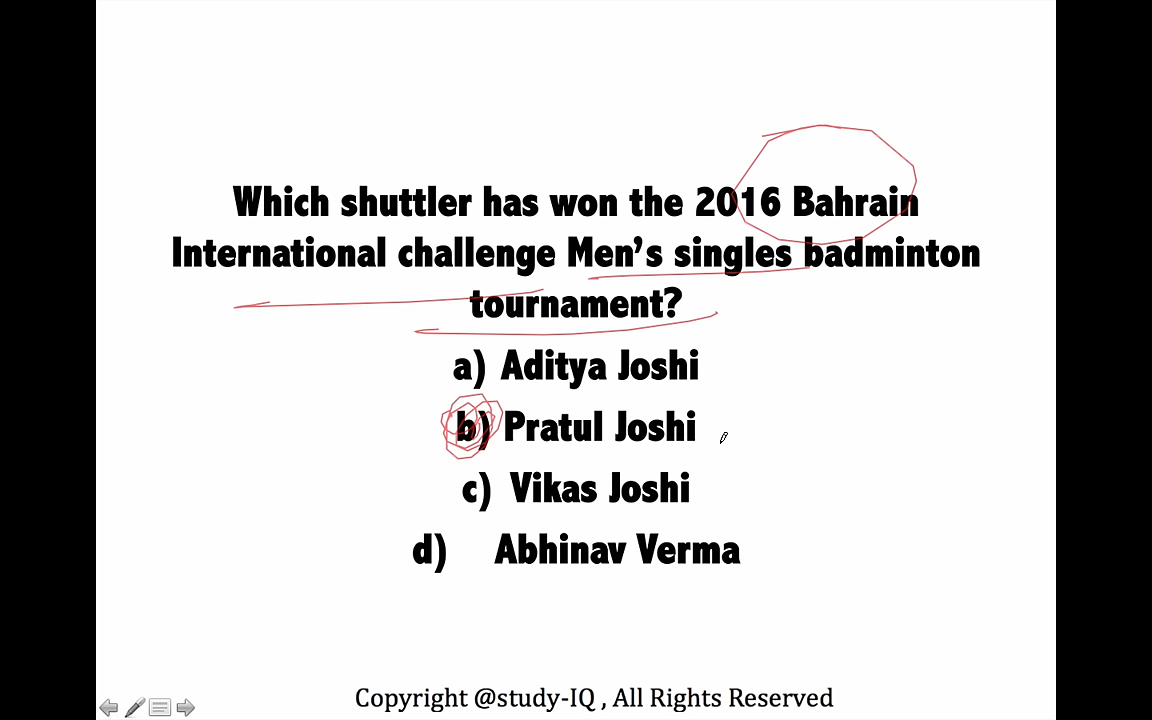 Which shuttler has won the 2016 Bahrain
International challenge Men’s singles badminton
tournament?
a) Aditya Joshi
b) Pratul Joshi
c) Vikas Joshi
d) Abhinav Verma
Copyright @study-IQ , All Rights Reserved